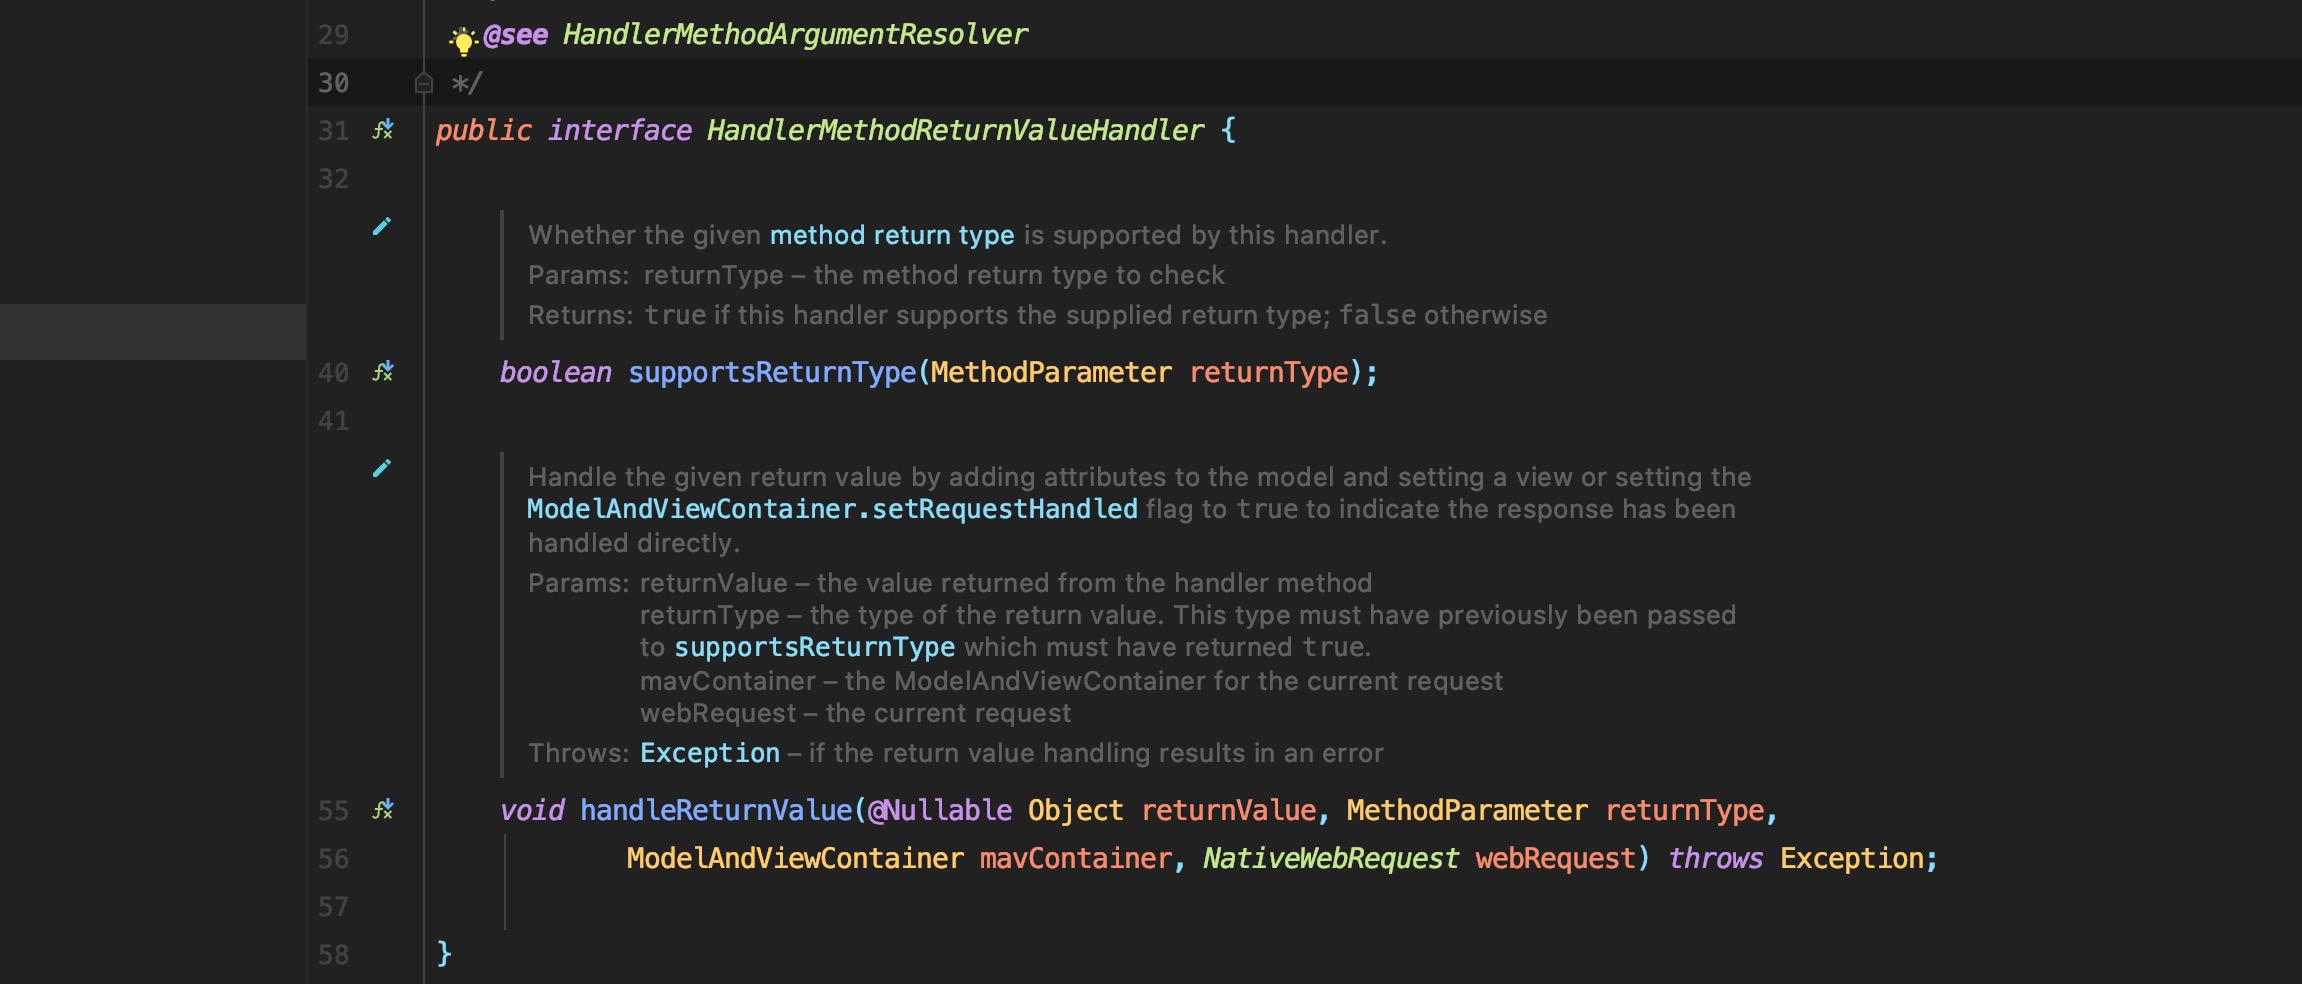 29 @see HandlerMethodArgumentResolver
30 */
31 public interface HandlerMethodReturnValueHandler {
32
Whether the given method return type is supported by this handler.
Params: returnType – the method return type to check
Returns: true if this handler supports the supplied return type; false otherwise
40 boolean supportsReturnType(MethodParameter returnType);
41
Handle the given return value by adding attributes to the model and setting a view or setting the
ModelAndViewContainer.setRequestHandled flag to true to indicate the response has been
handled directly.
Params: returnValue – the value returned from the handler method
returnType – the type of the return value. This type must have previously been passed
to supportsReturnType which must have returned true.
mavContainer – the ModelAndViewContainer for the current request
webRequest – the current request
Throws: Exception – if the return value handling results in an error
55 void handleReturnValue(@Nullable Object returnValue, MethodParameter returnType,
56 ModelAndViewContainer mavContainer, NativeWebRequest webRequest) throws Exception;
57
58 }